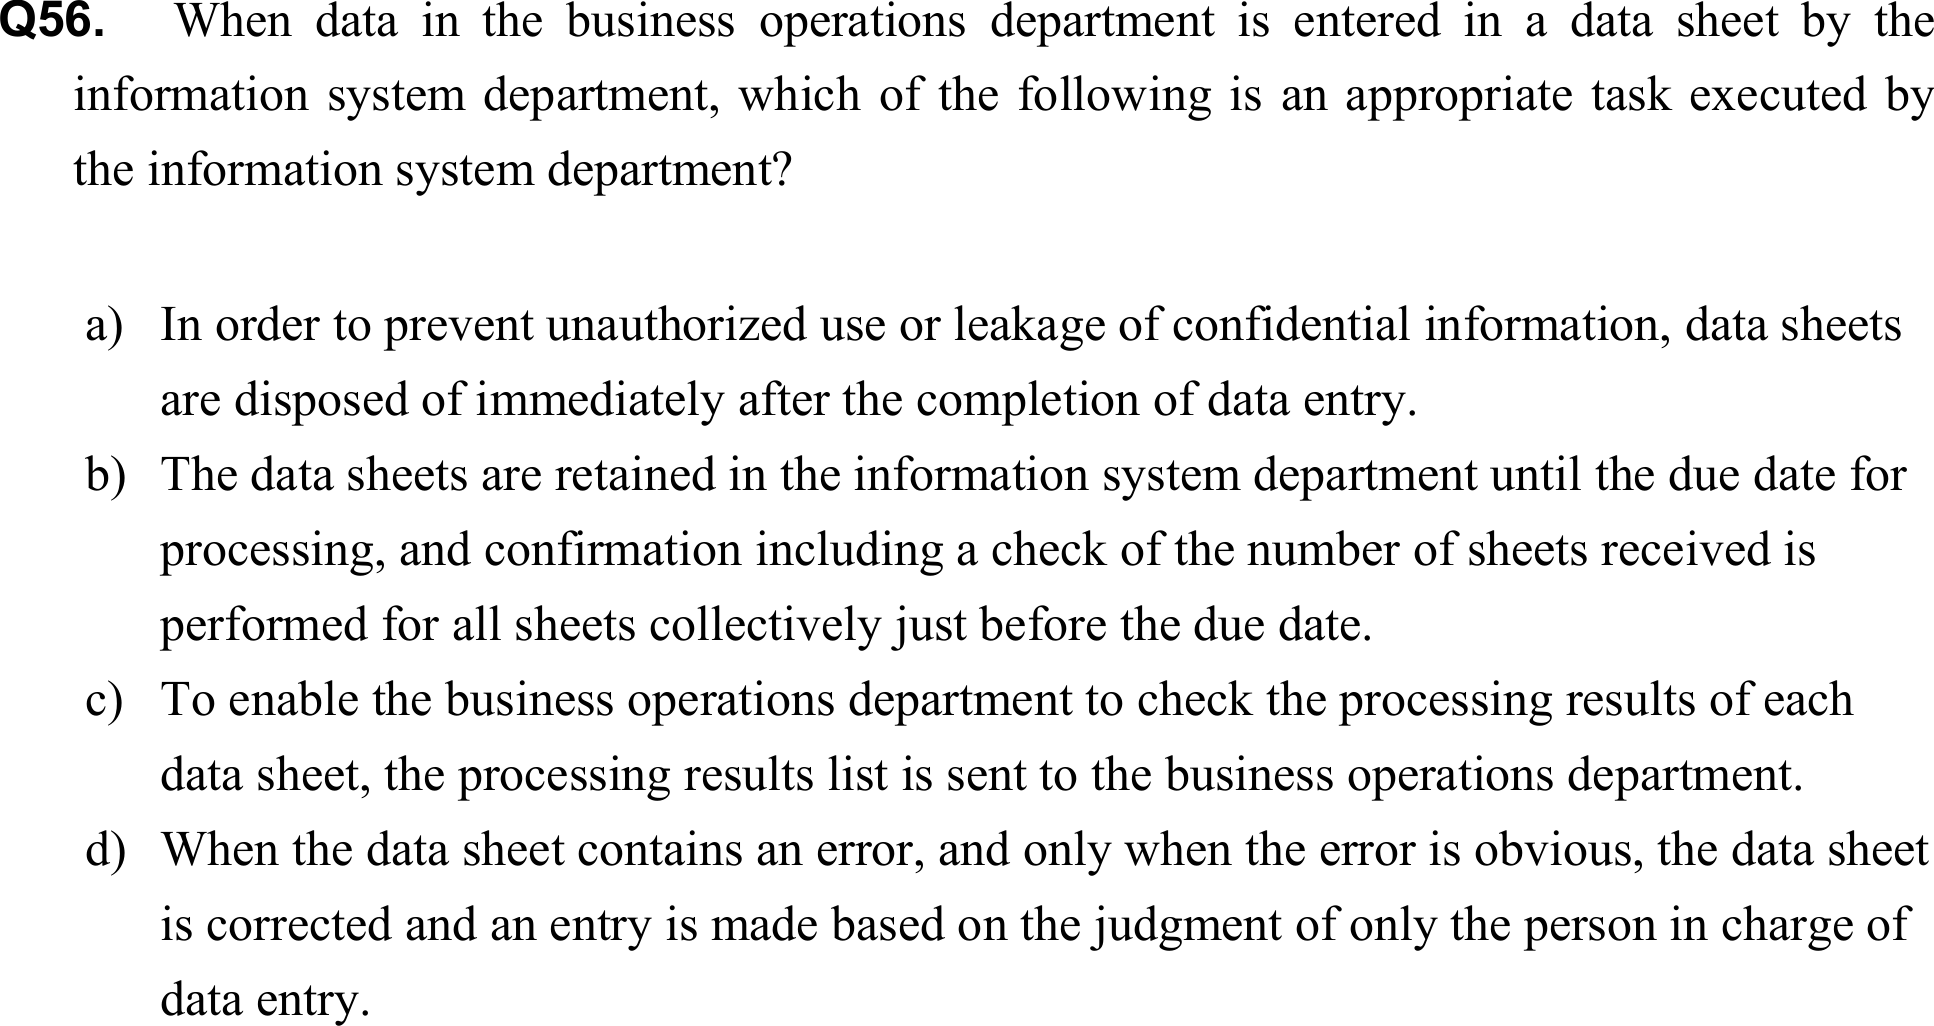 Q56. When data in the business operations department is entered in a data sheet by the
information system department, which of the following is an appropriate task executed by
the information system department?
a) In order to prevent unauthorized use or leakage of confidential information, data sheets
are disposed of immediately after the completion of data entry.
b) The data sheets are retained in the information system department until the due date for
processing, and confirmation including a check of the number of sheets received is
performed for all sheets collectively just before the due date.
c) To enable the business operations department to check the processing results of each
data sheet, the processing results list is sent to the business operations department.
d) When the data sheet contains an error, and only when the error is obvious, the data sheet
is corrected and an entry is made based on the judgment of only the person in charge of
data entry.